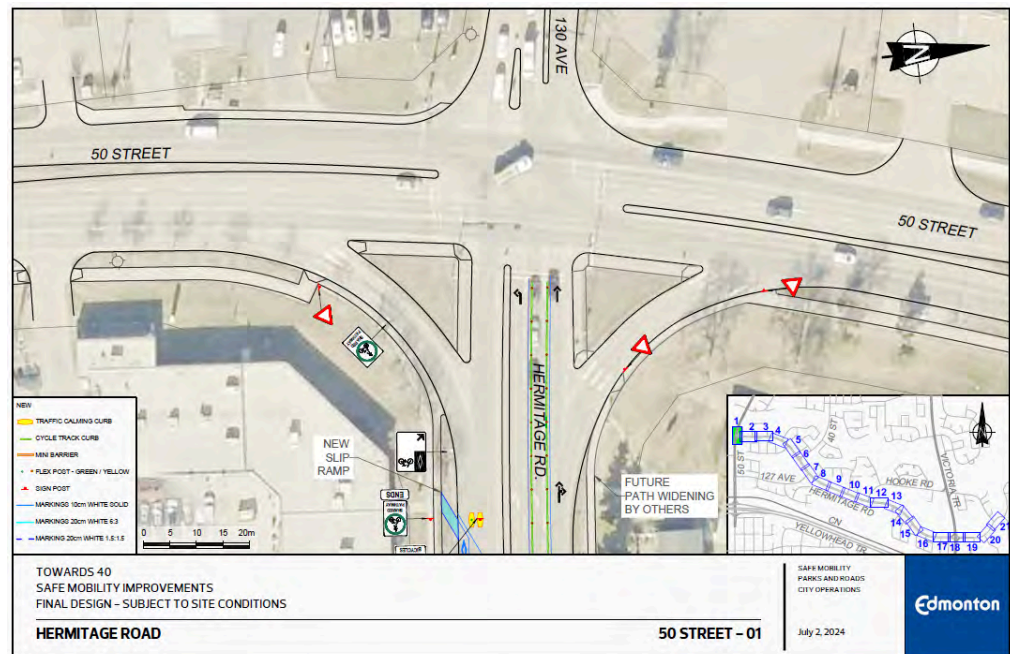 130 AVE
N
50 STREET
50 STREET
HERMITAGE RD.
NEW
SLIP
RAMP
ENDS
BICYCLES
FUTURE
PATH WIDENING
BY OTHERS
NEW
TRAFFIC CALMING CURB
CYCLE TRACK CURB
MINI BARRIER
FLEX POST - GREEN / YELLOW
SIGN POST
MARKINGS 10cm WHITE SOLID
MARKINGS 20cm WHITE 6:3
MARKING 20cm WHITE 1.5:1.5
0 5 10 15 20m
1 2 3 4 5 6 7 8 9 10 11 12 13 14 15 16 17 18 19 20 21
50 ST
40 ST
127 AVE
HERMITAGE RD
HOOKE RD
VICTORIA TR
CN
YELLOWHEAD TR
TOWARDS 40
SAFE MOBILITY IMPROVEMENTS
FINAL DESIGN – SUBJECT TO SITE CONDITIONS
HERMITAGE ROAD
50 STREET – 01
SAFE MOBILITY
PARKS AND ROADS
CITY OPERATIONS
July 2, 2024
Edmonton